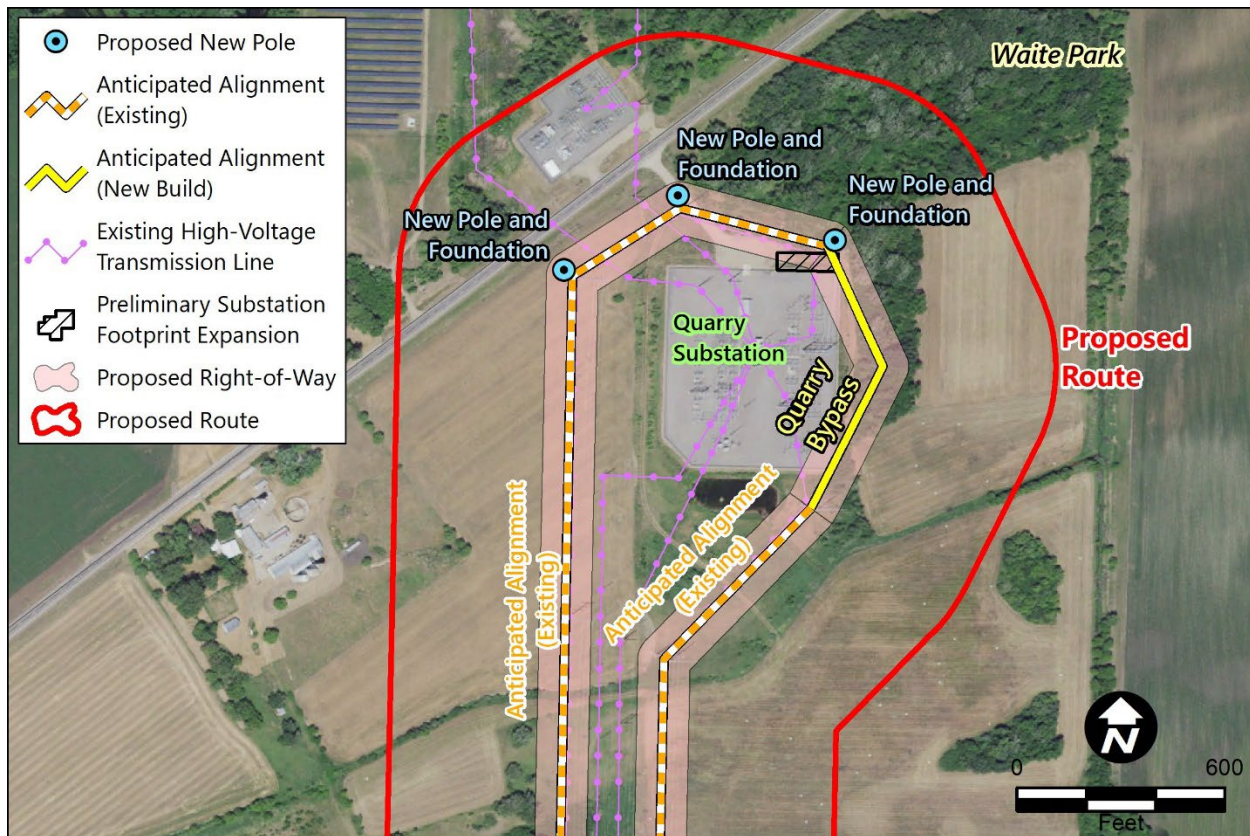 Proposed New Pole
Anticipated Alignment
(Existing)
Anticipated Alignment
(New Build)
Existing High-Voltage
Transmission Line
Preliminary Substation
Footprint Expansion
Proposed Right-of-Way
Proposed Route
Waite Park
New Pole and
Foundation
New Pole and
Foundation
New Pole and
Foundation
Quarry
Substation
Quarry
Bypass
Proposed
Route
Anticipated Alignment
(Existing)
Anticipated Alignment
(Existing)
N
0 600
Feet